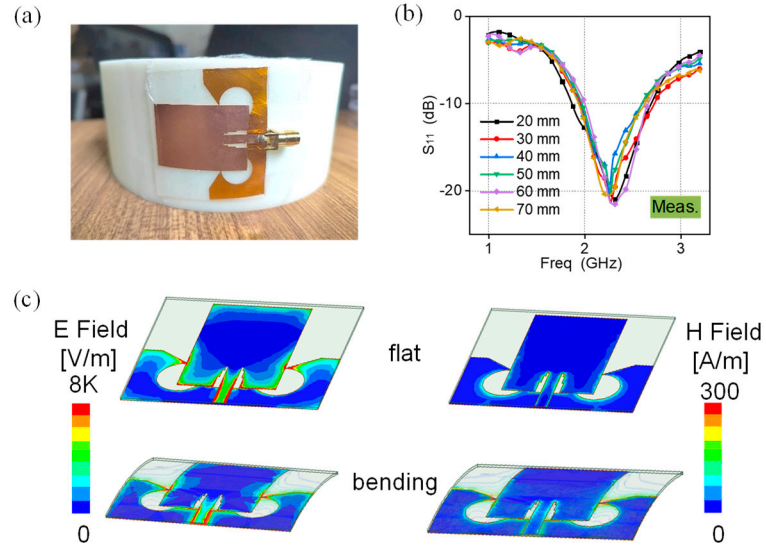 (a)
(b)
0
-10
-20
S11 (dB)
20 mm
30 mm
40 mm
50 mm
60 mm
70 mm
Meas.
1
2
3
Freq (GHz)
(c)
E Field
[V/m]
8K
0
flat
bending
H Field
[A/m]
300
0